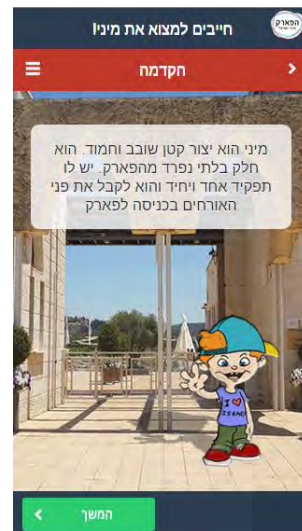 חייבים למצוא את מיני!
הפארק
הקדמה
מיני הוא יצור קטן שובב וחמוד. הוא
חלק בלתי נפרד מהפארק. יש לו
תפקיד אחד ויחיד והוא לקבל את פני
האורחים בכניסה לפארק
I
ISRAEL
המשך